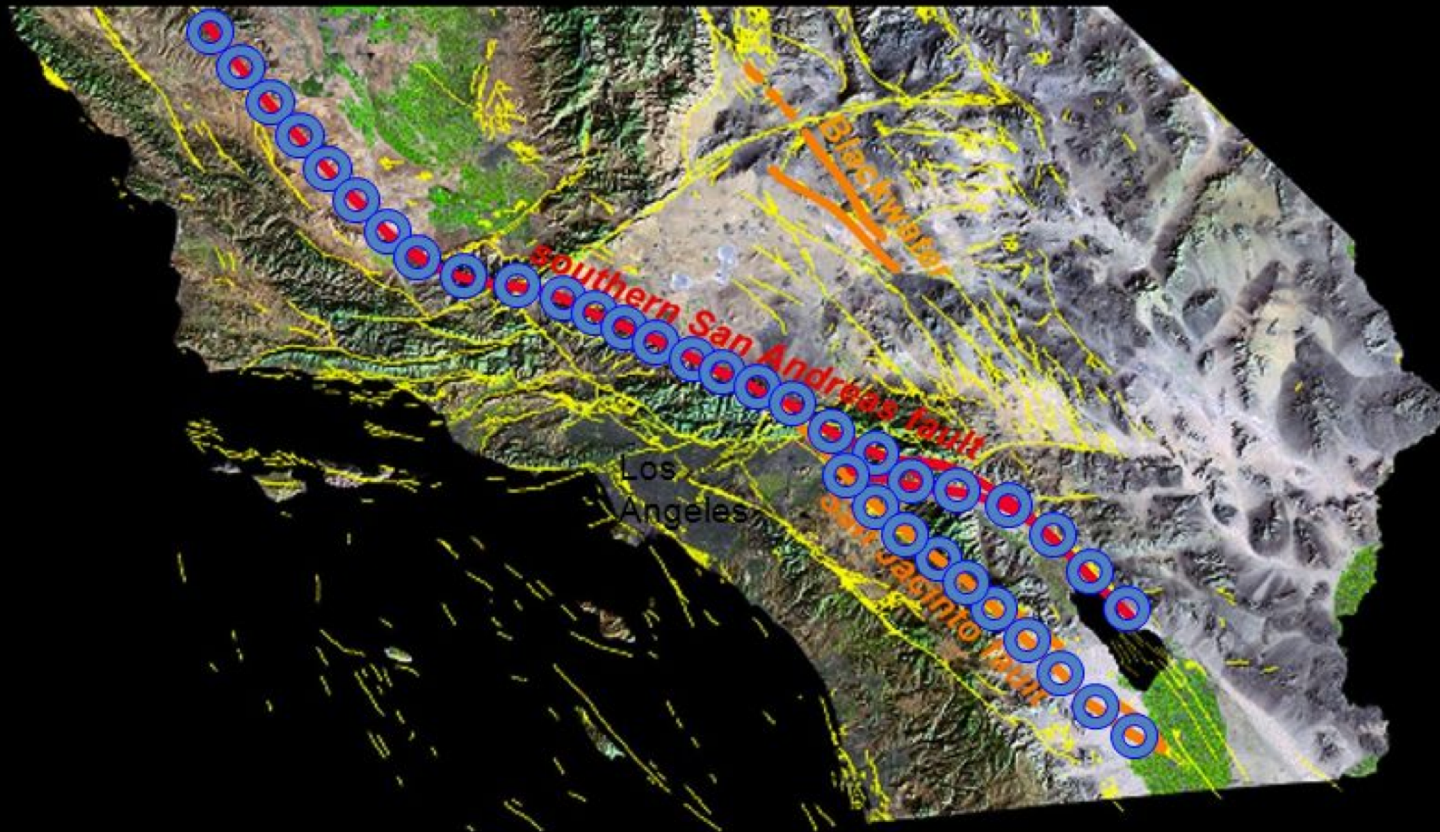 Blackwater
southern San Andreas fault
Los
Angeles
San Jacinto fault